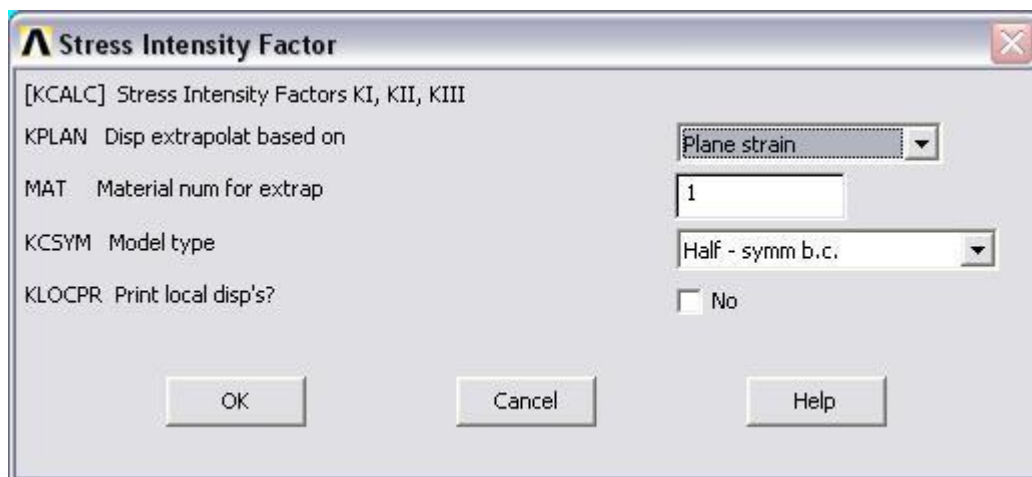 Stress Intensity Factor
[KCALC] Stress Intensity Factors KI, KII, KIII
KPLAN Disp extrapolat based on Plane strain
MAT Material num for extrap 1
KCSYM Model type Half - symm b.c.
KLOCPR Print local disp's? No
OK Cancel Help